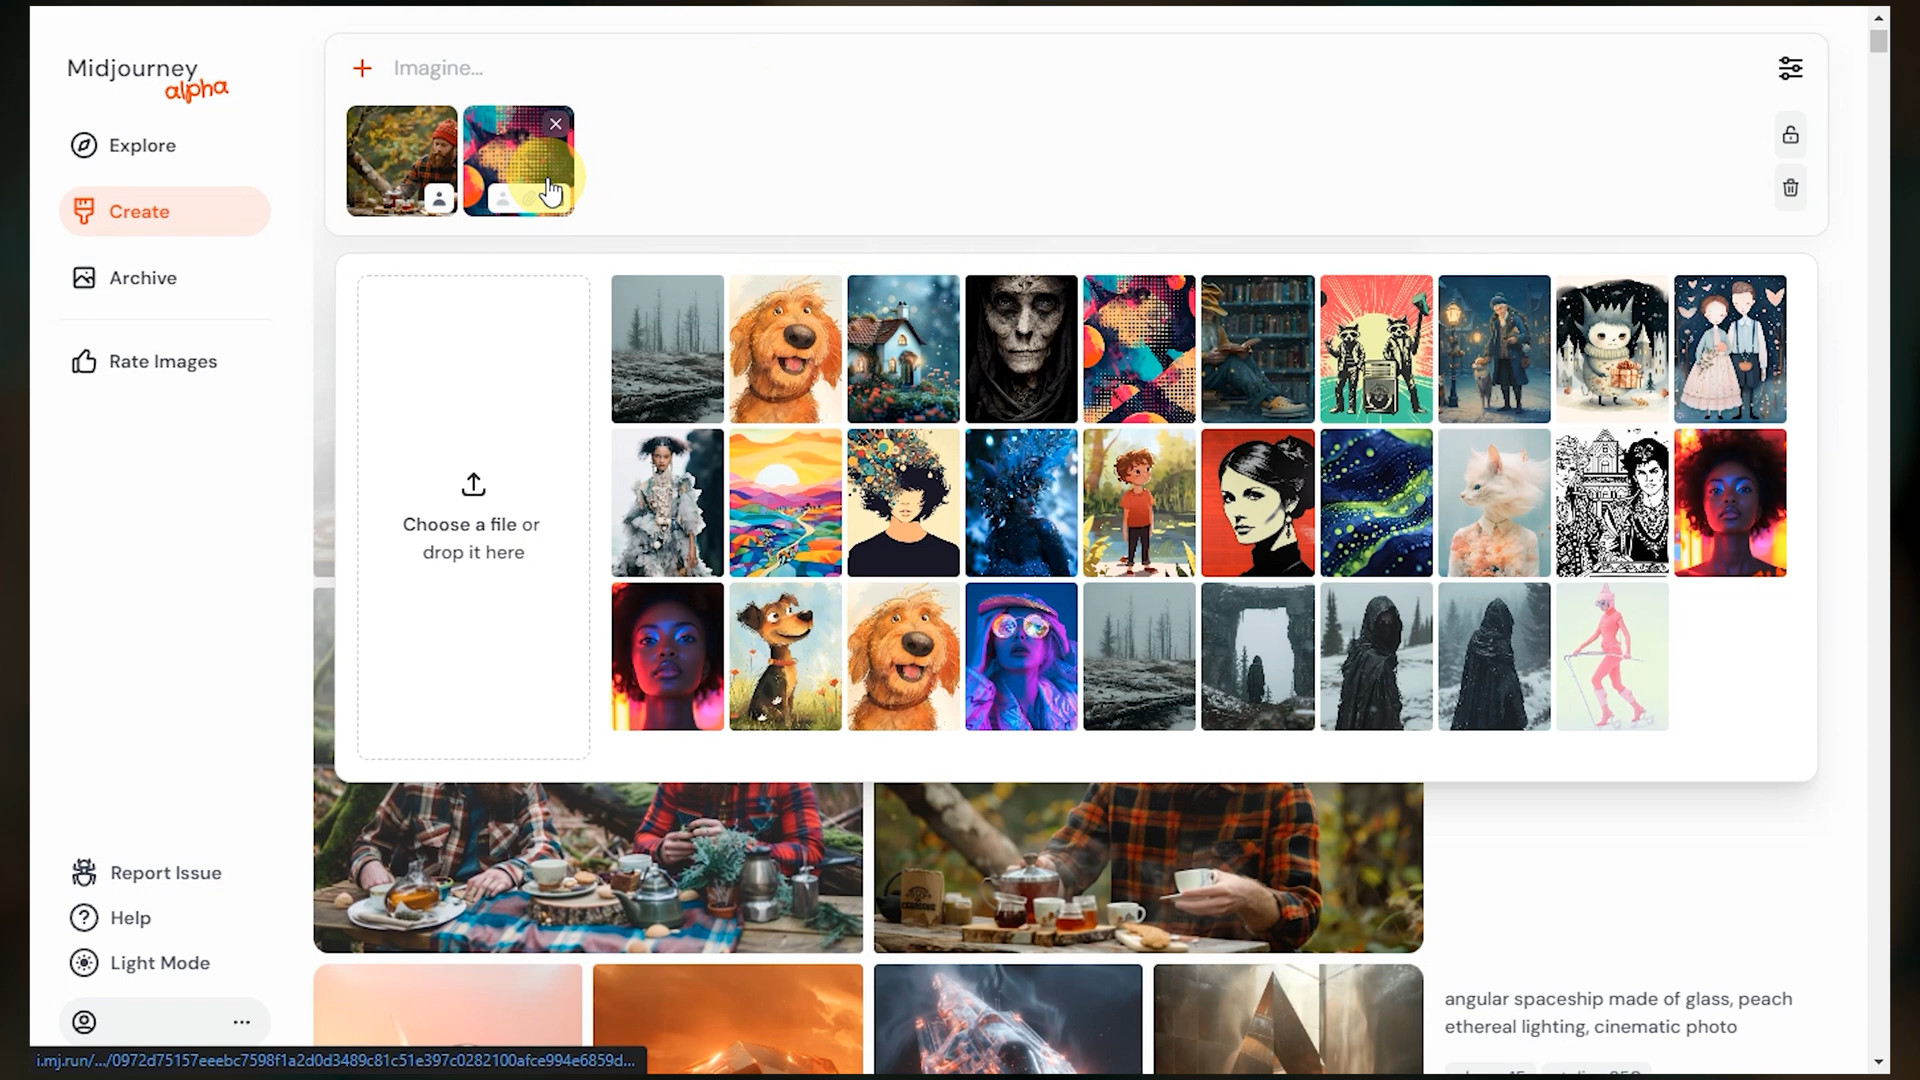 Midjourney
alpha
Imagine...
Explore
Create
Archive
Rate Images
Choose a file or
drop it here
Report Issue
Help
Light Mode
angular spaceship made of glass, peach
ethereal lighting, cinematic photo
i.mj.run/.../0972d75157eeebc7598f1a2d0d3489c81c51e397c0282100afce994e6859d...